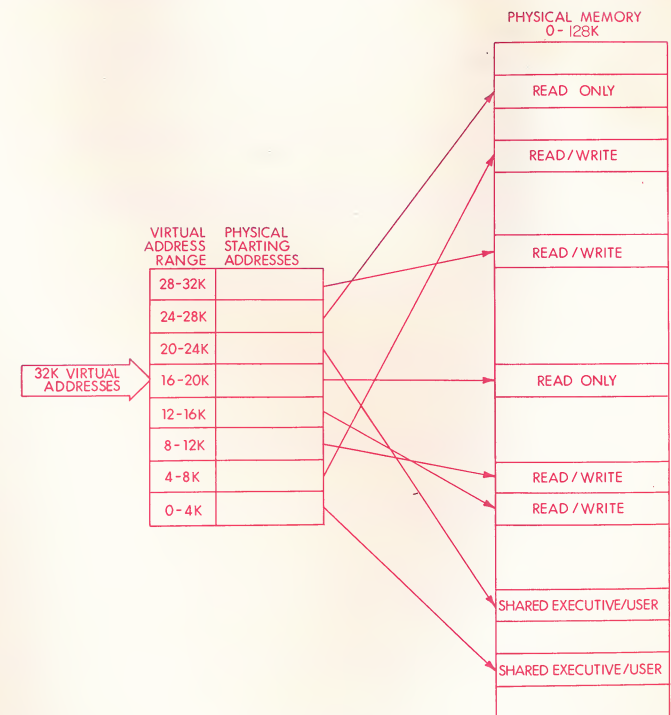 PHYSICAL MEMORY
0-128K
READ ONLY
READ/WRITE
READ/WRITE
READ ONLY
READ/WRITE
READ/WRITE
SHARED EXECUTIVE/USER
SHARED EXECUTIVE/USER
VIRTUAL
ADDRESS
RANGE
PHYSICAL
STARTING
ADDRESSES
28-32K
24-28K
20-24K
16-20K
12-16K
8-12K
4-8K
0-4K
32K VIRTUAL
ADDRESSES